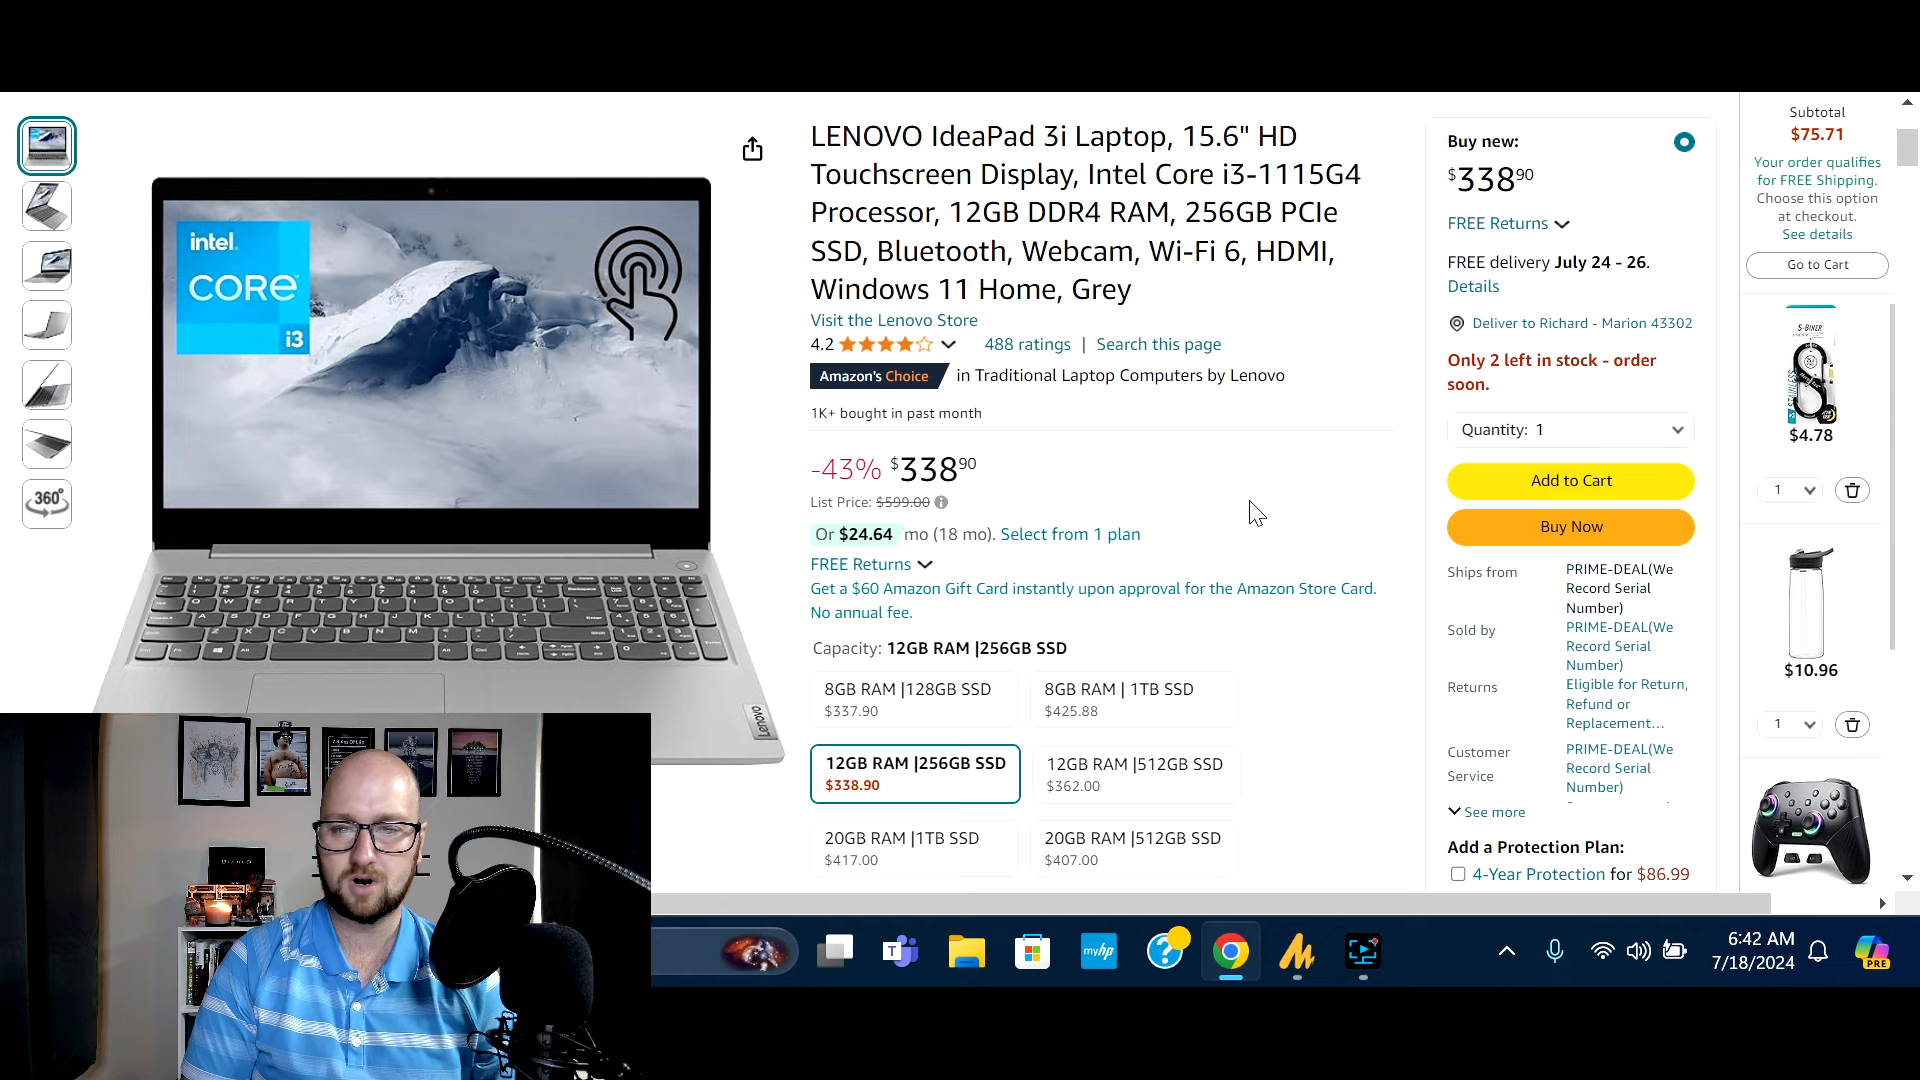 intel.
CORE
i3
Lenovo
360°
LENOVO IdeaPad 3i Laptop, 15.6" HD
Touchscreen Display, Intel Core i3-1115G4
Processor, 12GB DDR4 RAM, 256GB PCIe
SSD, Bluetooth, Webcam, Wi-Fi 6, HDMI,
Windows 11 Home, Grey
Visit the Lenovo Store
4.2
488 ratings | Search this page
Amazon's Choice in Traditional Laptop Computers by Lenovo
1K+ bought in past month
-43% $33890
List Price: $599.00
Or $24.64 mo (18 mo). Select from 1 plan
FREE Returns
Get a $60 Amazon Gift Card instantly upon approval for the Amazon Store Card.
No annual fee.
Capacity: 12GB RAM |256GB SSD
8GB RAM |128GB SSD
$337.90
8GB RAM | 1TB SSD
$425.88
12GB RAM |256GB SSD
$338.90
12GB RAM |512GB SSD
$362.00
20GB RAM |1TB SSD
$417.00
20GB RAM |512GB SSD
$407.00
Buy new:
$33890
FREE Returns
FREE delivery July 24 - 26.
Details
Deliver to Richard - Marion 43302
Only 2 left in stock - order
soon.
Quantity: 1
Add to Cart
Buy Now
Ships from
PRIME-DEAL(We
Record Serial
Number)
Sold by
PRIME-DEAL(We
Record Serial
Number)
Returns
Eligible for Return,
Refund or
Replacement...
Customer
Service
PRIME-DEAL(We
Record Serial
Number)
See more
Add a Protection Plan:
4-Year Protection for $86.99
Subtotal
$75.71
Your order qualifies
for FREE Shipping.
Choose this option
at checkout.
See details
Go to Cart
S-BINER
$4.78
1
$10.96
1
DIABLO
T
myhp
?
6:42 AM
7/18/2024
PRE